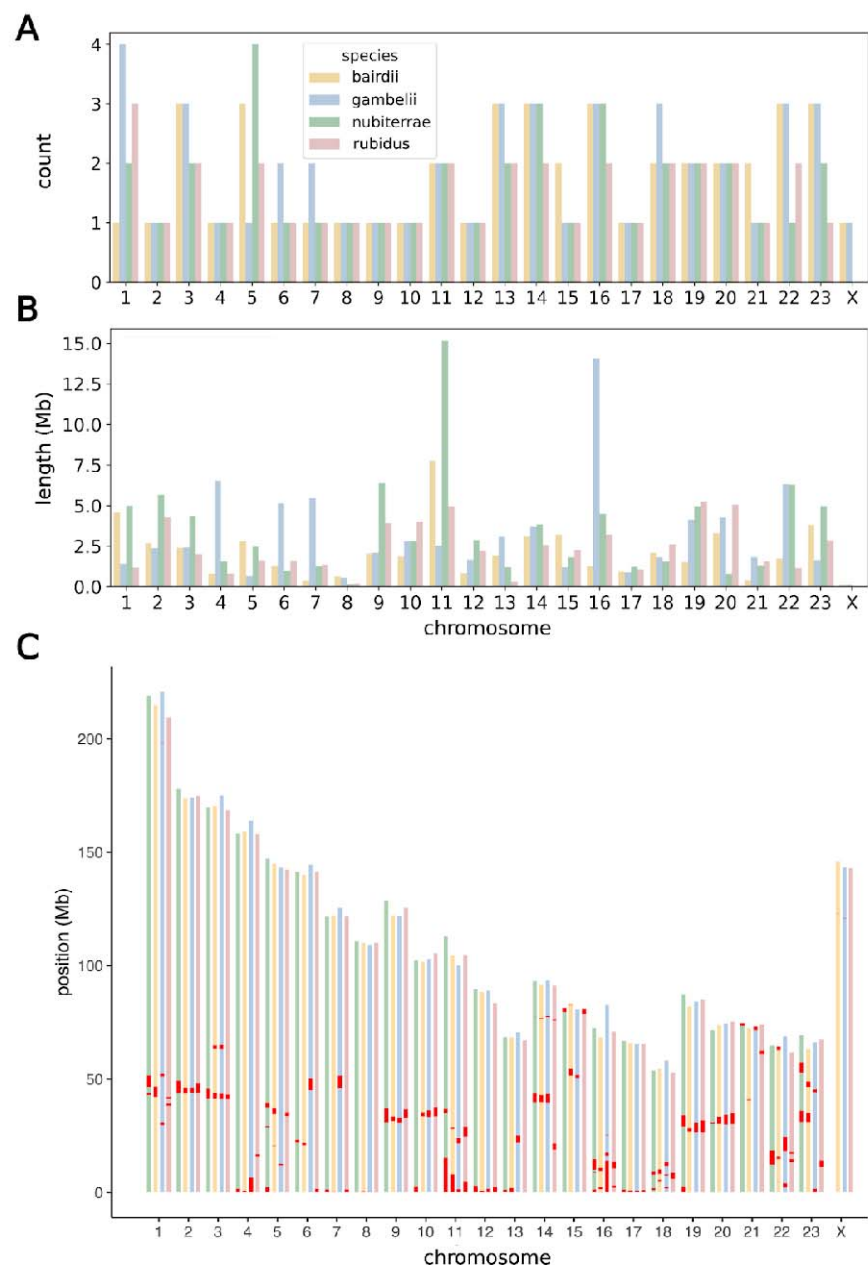 A
species
bairdii
gambelii
nubiterrae
rubidus
count
4
3
2
1
0
1 2 3 4 5 6 7 8 9 10 11 12 13 14 15 16 17 18 19 20 21 22 23 X
B
length (Mb)
15.0
12.5
10.0
7.5
5.0
2.5
0.0
1 2 3 4 5 6 7 8 9 10 11 12 13 14 15 16 17 18 19 20 21 22 23 X
chromosome
C
position (Mb)
200
150
100
50
0
1 2 3 4 5 6 7 8 9 10 11 12 13 14 15 16 17 18 19 20 21 22 23 X
chromosome